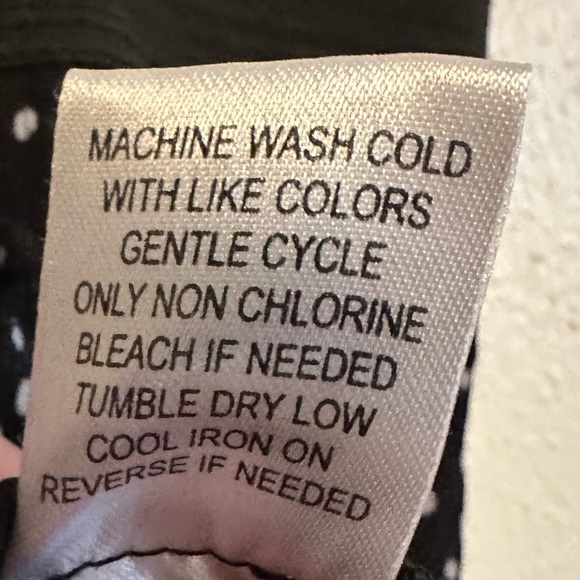 MACHINE WASH COLD
WITH LIKE COLORS
GENTLE CYCLE
ONLY NON CHLORINE
BLEACH IF NEEDED
TUMBLE DRY LOW
COOL IRON ON
REVERSE IF NEEDED